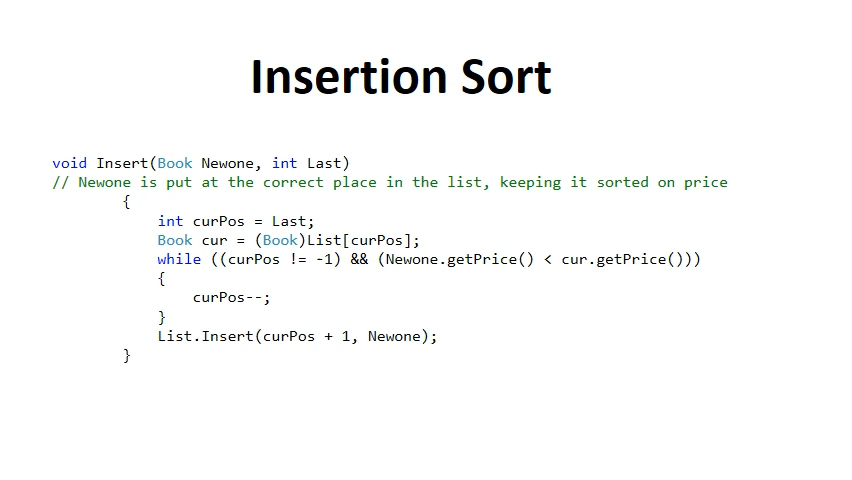 Insertion Sort
void Insert(Book Newone, int Last)
// Newone is put at the correct place in the list, keeping it sorted on price
{
int curPos = Last;
Book cur = (Book)List[curPos];
while ((curPos != -1) && (Newone.getPrice() < cur.getPrice()))
{
curPos--;
}
List.Insert(curPos + 1, Newone);
}